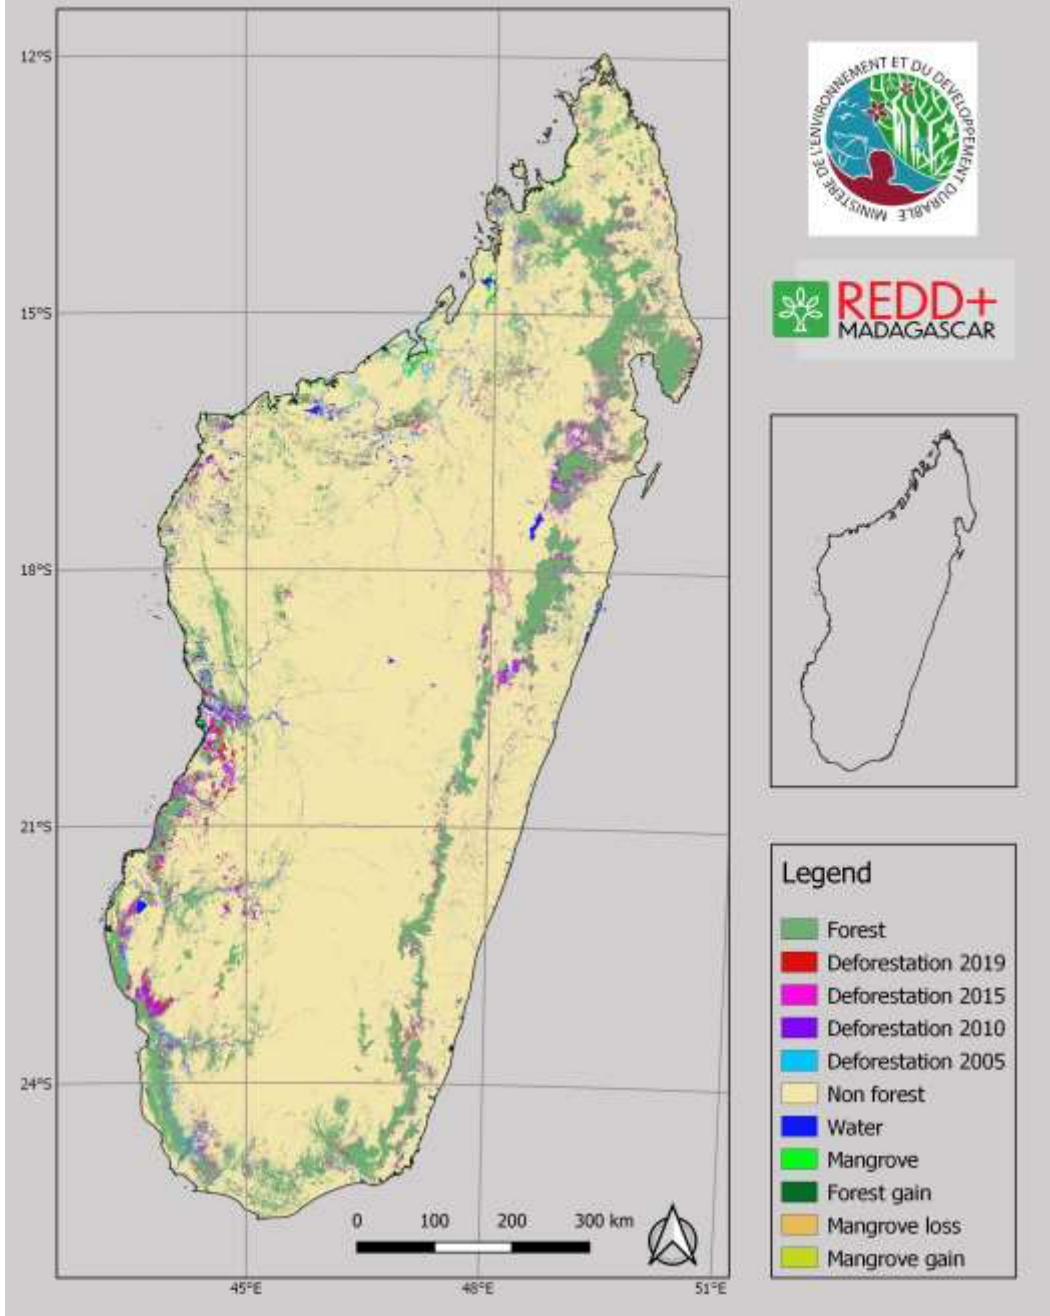 12°S
15°S
18°S
21°S
24°S
45°E
48°E
51°E
0 100 200 300 km
MINISTERE DE L'ENVIRONNEMENT ET DU DEVELOPPEMENT DURABLE
REDD+
MADAGASCAR
Legend
Forest
Deforestation 2019
Deforestation 2015
Deforestation 2010
Deforestation 2005
Non forest
Water
Mangrove
Forest gain
Mangrove loss
Mangrove gain